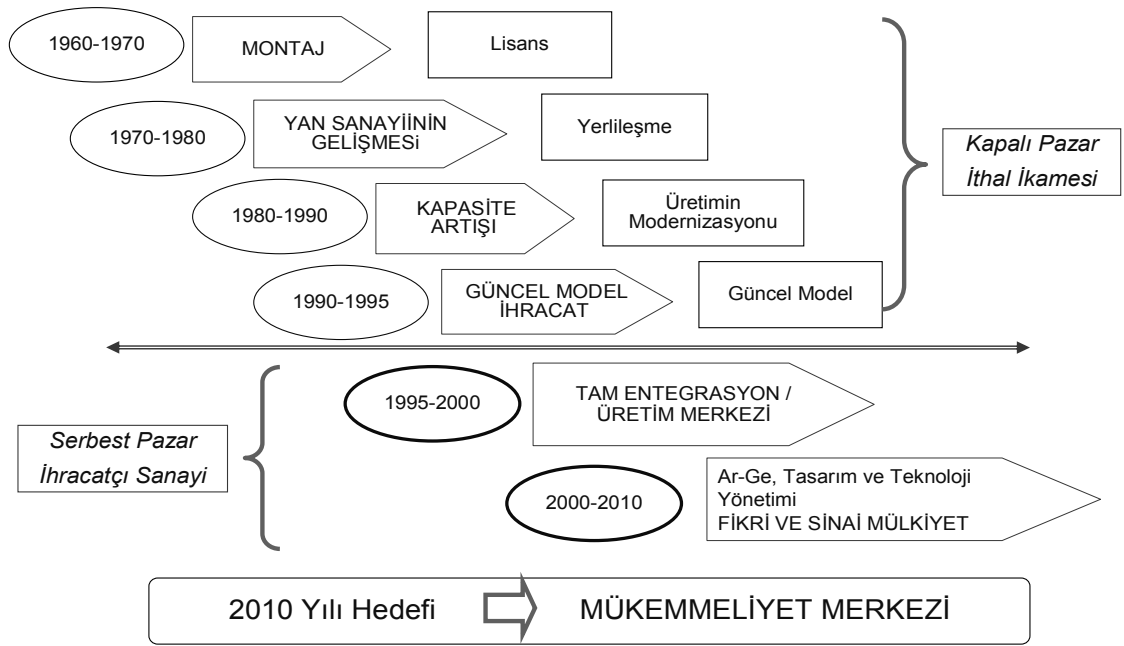 1960-1970
MONTAJ
Lisans
1970-1980
YAN SANAYİİNİN
GELİŞMESi
Yerlileşme
Kapalı Pazar
İthal İkamesi
1980-1990
KAPASİTE
ARTIŞI
Üretimin
Modernizasyonu
1990-1995
GÜNCEL MODEL
İHRACAT
Güncel Model
1995-2000
TAM ENTEGRASYON /
ÜRETİM MERKEZİ
Serbest Pazar
İhracatçı Sanayi
2000-2010
Ar-Ge, Tasarım ve Teknoloji
Yönetimi
FİKRİ VE SİNAİ MÜLKİYET
2010 Yılı Hedefi
MÜKEMMELİYET MERKEZİ